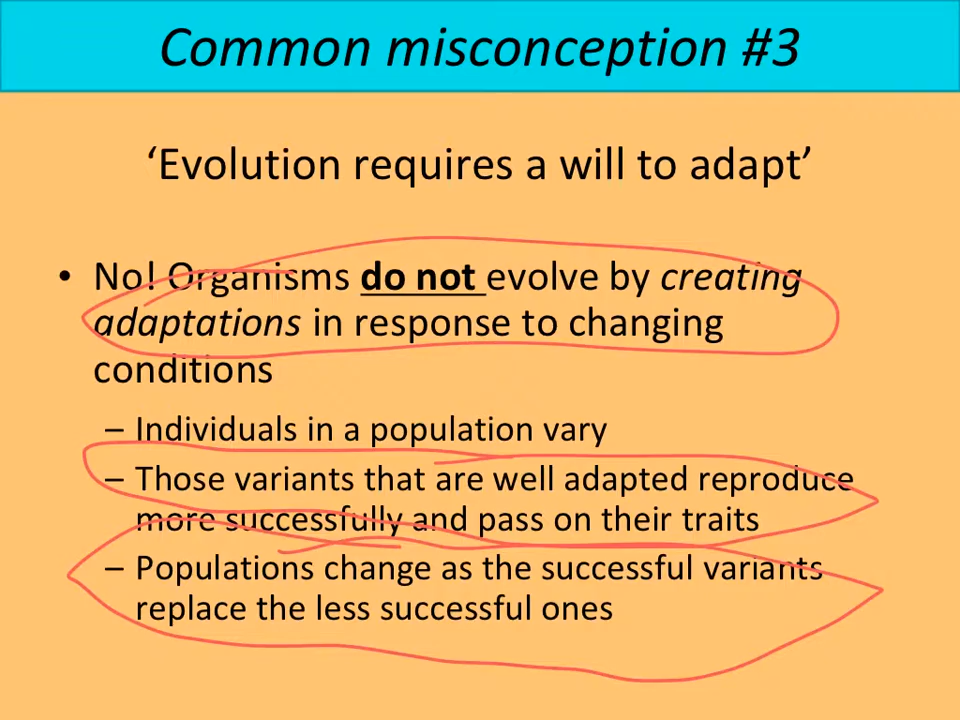 Common misconception #3
‘Evolution requires a will to adapt’
• No! Organisms do not evolve by creating
adaptations in response to changing
conditions
– Individuals in a population vary
– Those variants that are well adapted reproduce
more successfully and pass on their traits
– Populations change as the successful variants
replace the less successful ones